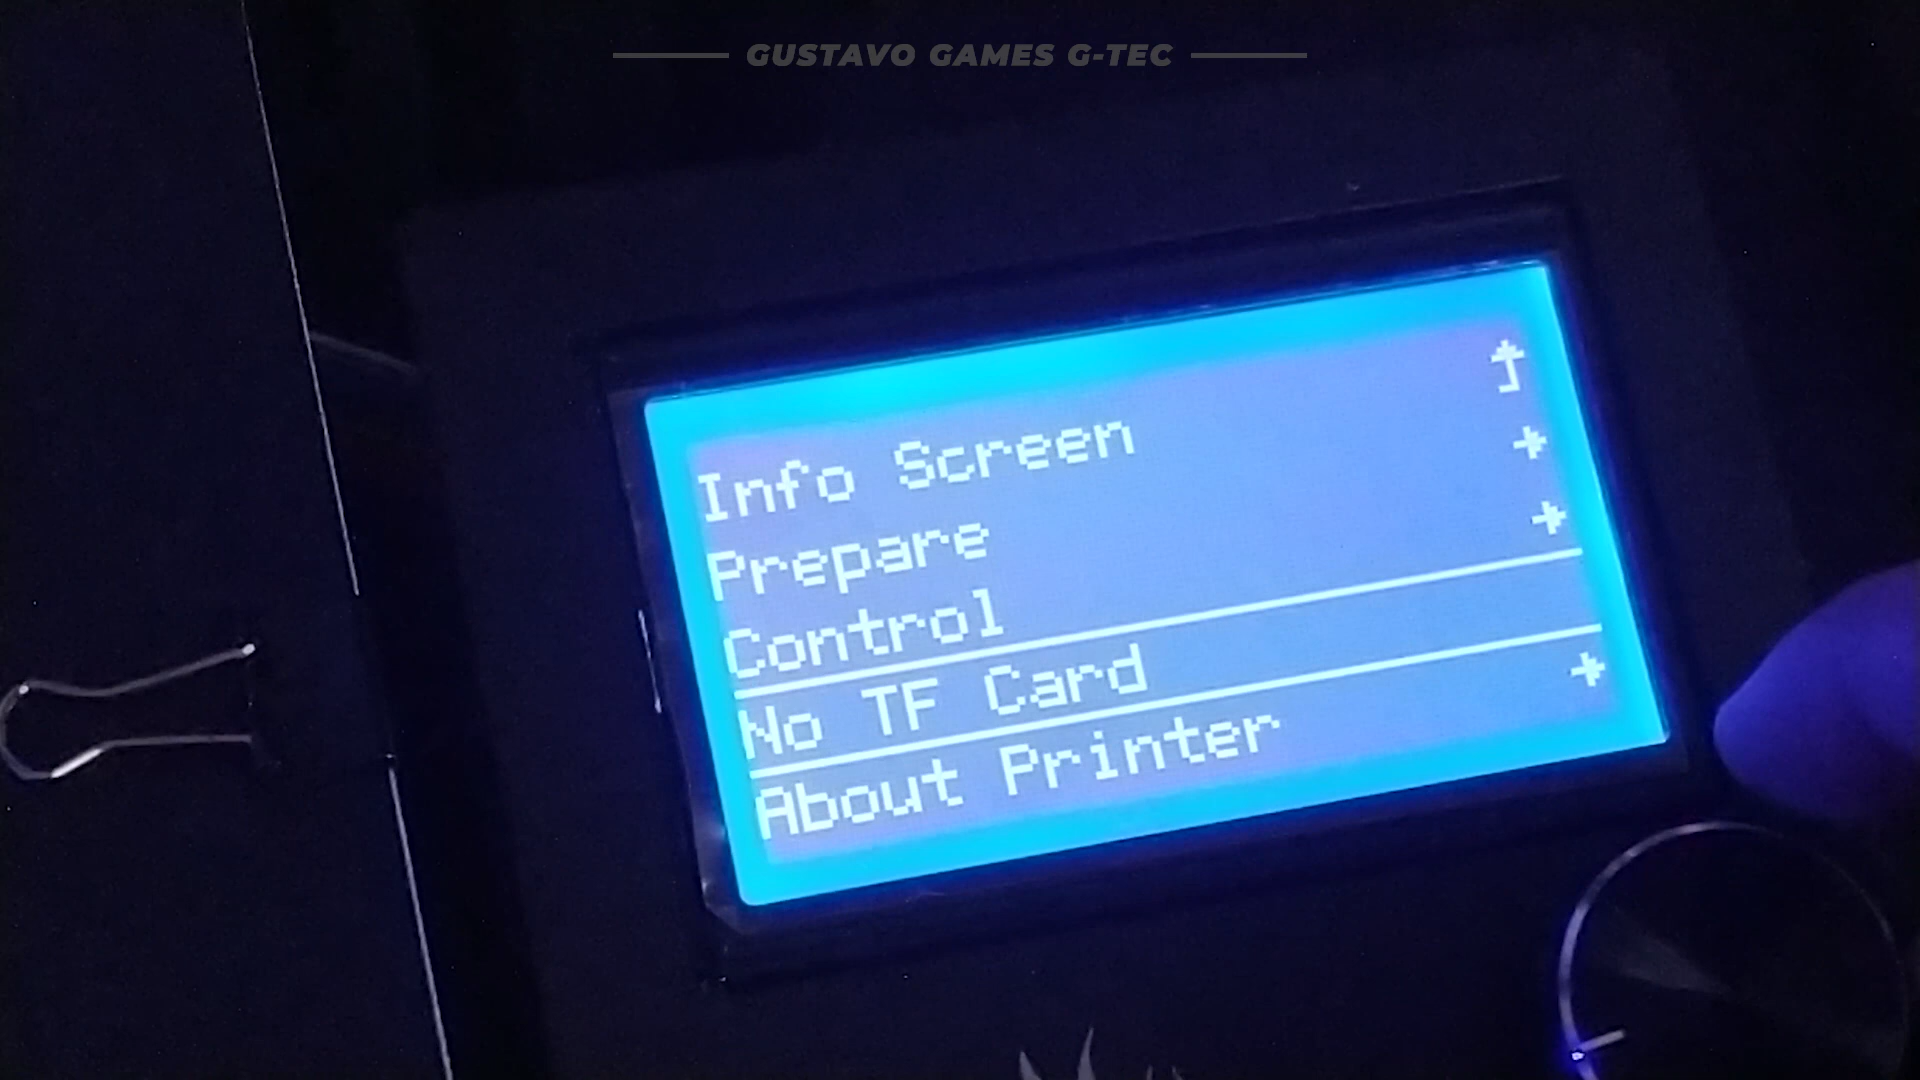 GUSTAVO GAMES G-TEC
Info Screen
Prepare
Control
No TF Card
About Printer